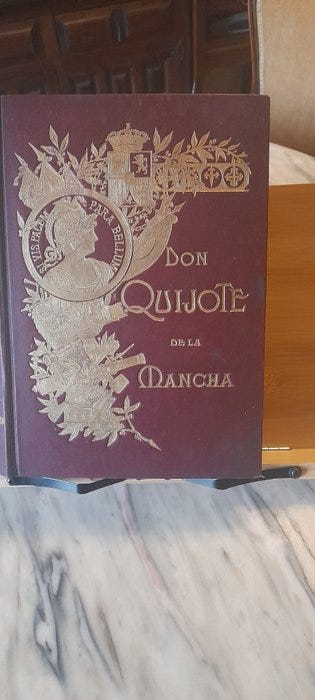 SI VIS PACEM PARA BELLUM
DON
QUIJOTE
DE LA
MANCHA